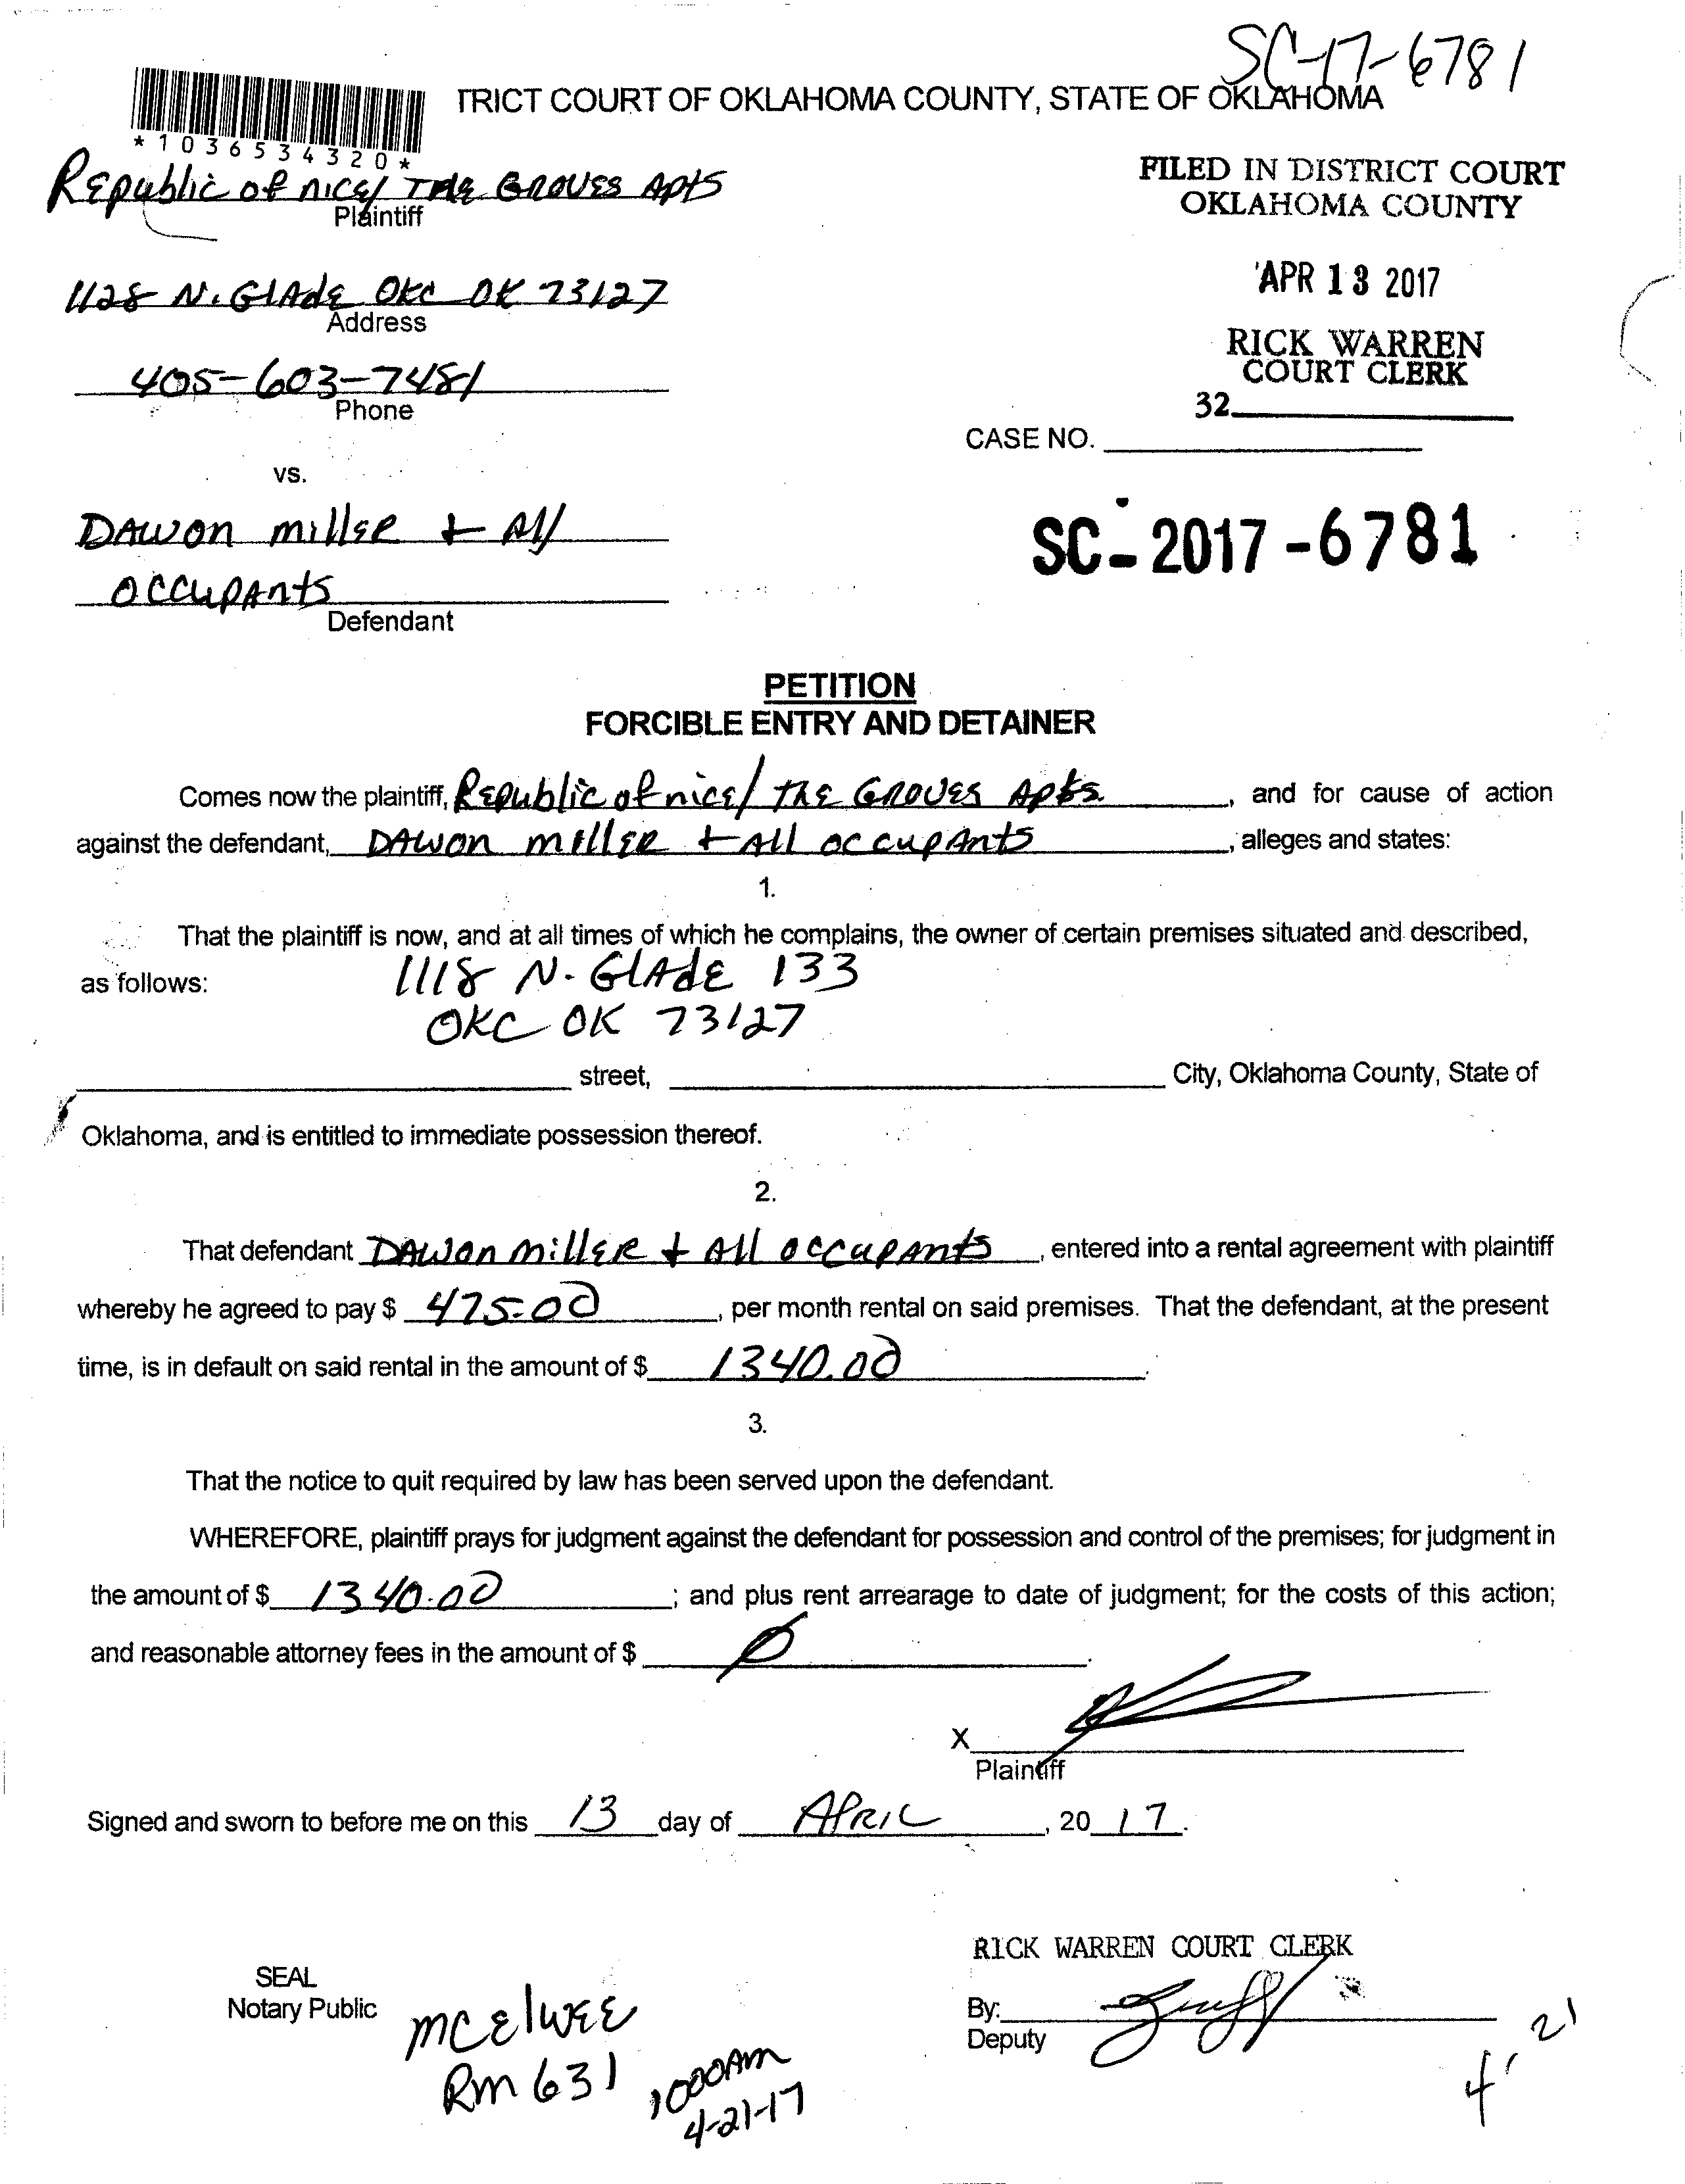 SC-17-6781
TRICT COURT OF OKLAHOMA COUNTY, STATE OF OKLAHOMA
*1036534320*
Republic of nice/ The Groves Apts
Plaintiff
FILED IN DISTRICT COURT
OKLAHOMA COUNTY
1128 N. Glade OKC OK 73127
Address
APR 13 2017
405-603-7481
Phone
RICK WARREN
COURT CLERK
32
CASE NO.
vs.
Dawon miller + All
occupants
Defendant
SC-2017-6781
PETITION
FORCIBLE ENTRY AND DETAINER
Comes now the plaintiff, Republic of nice/ The Groves Apts. , and for cause of action
against the defendant, Dawon miller + All occupants , alleges and states:
1.
That the plaintiff is now, and at all times of which he complains, the owner of certain premises situated and described,
as follows: 1118 N. Glade 133
OKC OK 73127
street, City, Oklahoma County, State of
Oklahoma, and is entitled to immediate possession thereof.
2.
That defendant Dawon miller + All occupants , entered into a rental agreement with plaintiff
whereby he agreed to pay $ 475.00 , per month rental on said premises. That the defendant, at the present
time, is in default on said rental in the amount of $ 1340.00 .
3.
That the notice to quit required by law has been served upon the defendant.
WHEREFORE, plaintiff prays for judgment against the defendant for possession and control of the premises; for judgment in
the amount of $ 1340.00 ; and plus rent arrearage to date of judgment; for the costs of this action;
and reasonable attorney fees in the amount of $ Ø .
X
Plaintiff
Signed and sworn to before me on this 13 day of April , 20 17 .
RICK WARREN COURT CLERK
SEAL
Notary Public
By:
Deputy
McElwee
Rm 631
1000AM
4-21-17
4' 21